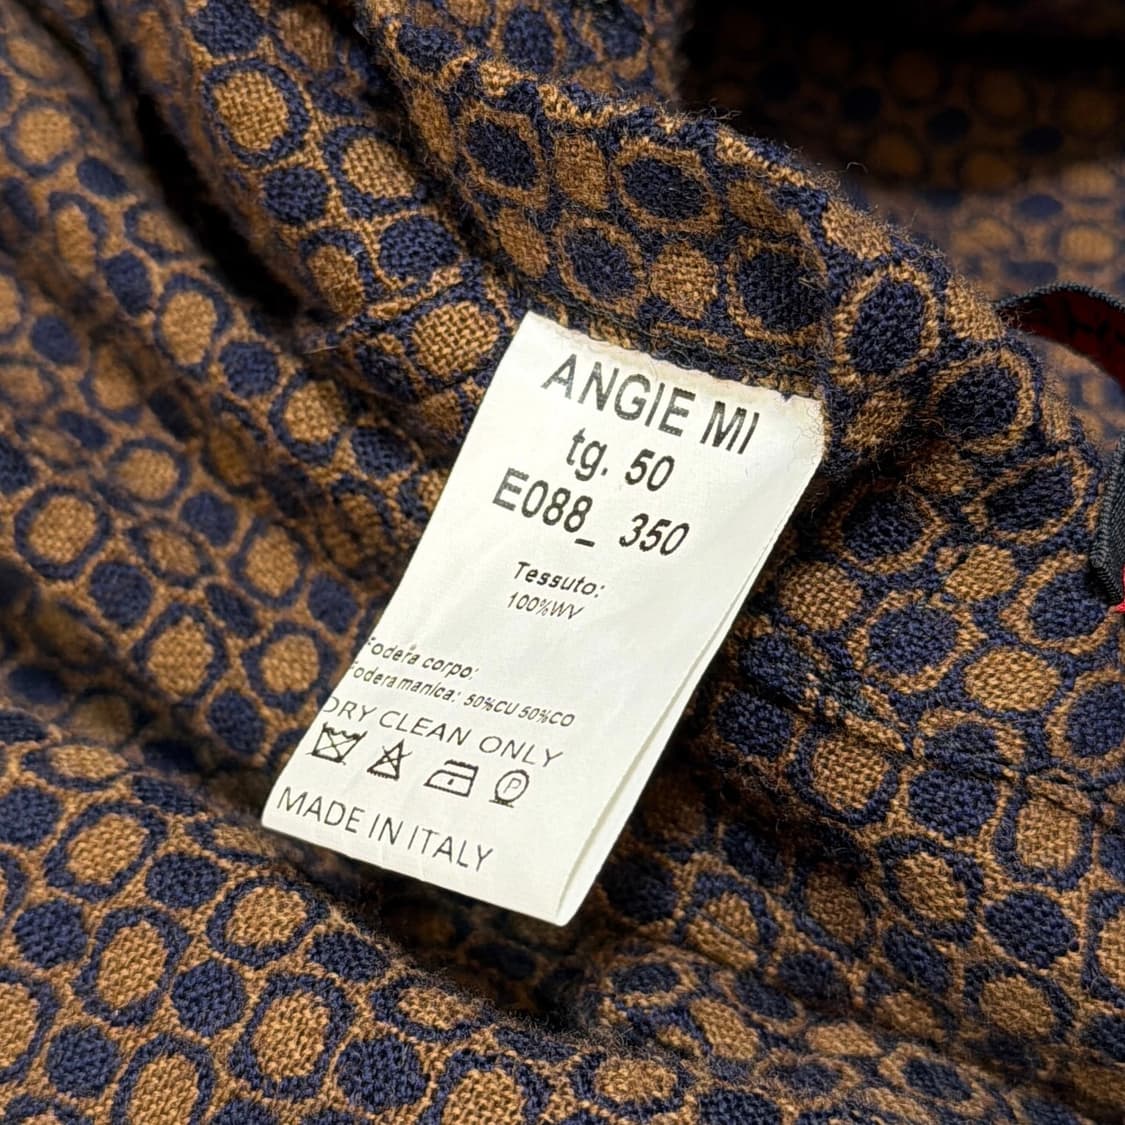 ANGIE MI
tg. 50
E088_ 350
Tessuto:
100%WV
Fodera corpo:
Fodera manica: 50%CU 50%CO
DRY CLEAN ONLY
P
MADE IN ITALY